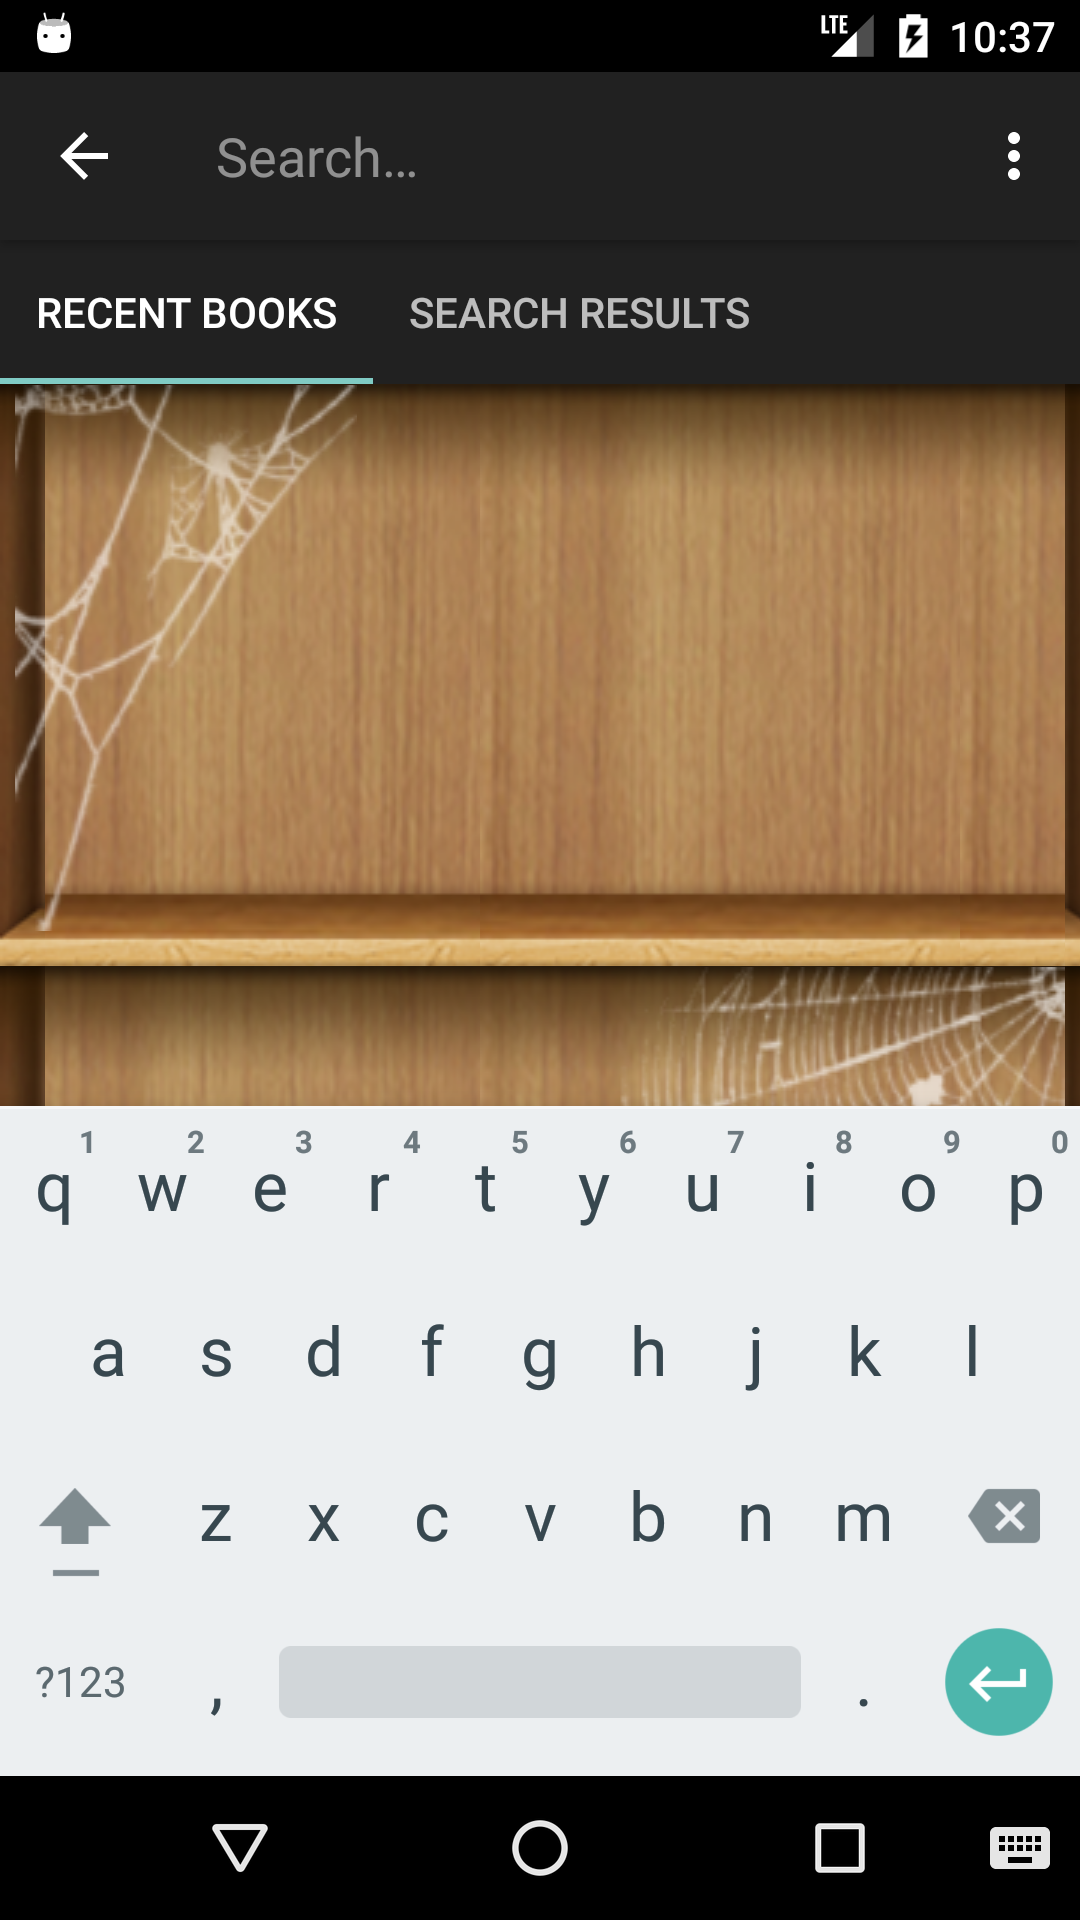 LTE 10:37
Search...
RECENT BOOKS SEARCH RESULTS
1 2 3 4 5 6 7 8 9 0
q w e r t y u i o p
a s d f g h j k l
z x c v b n m
?123 , .